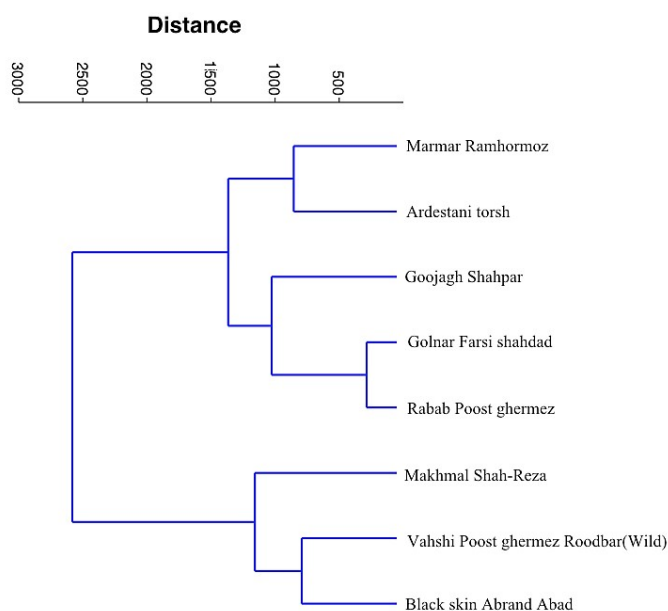 Distance
3000 2500 2000 1500 1000 500
Marmar Ramhormoz
Ardestani torsh
Goojagh Shahpar
Golnar Farsi shahdad
Rabab Poost ghermez
Makhmal Shah-Reza
Vahshi Poost ghermez Roodbar(Wild)
Black skin Abrand Abad